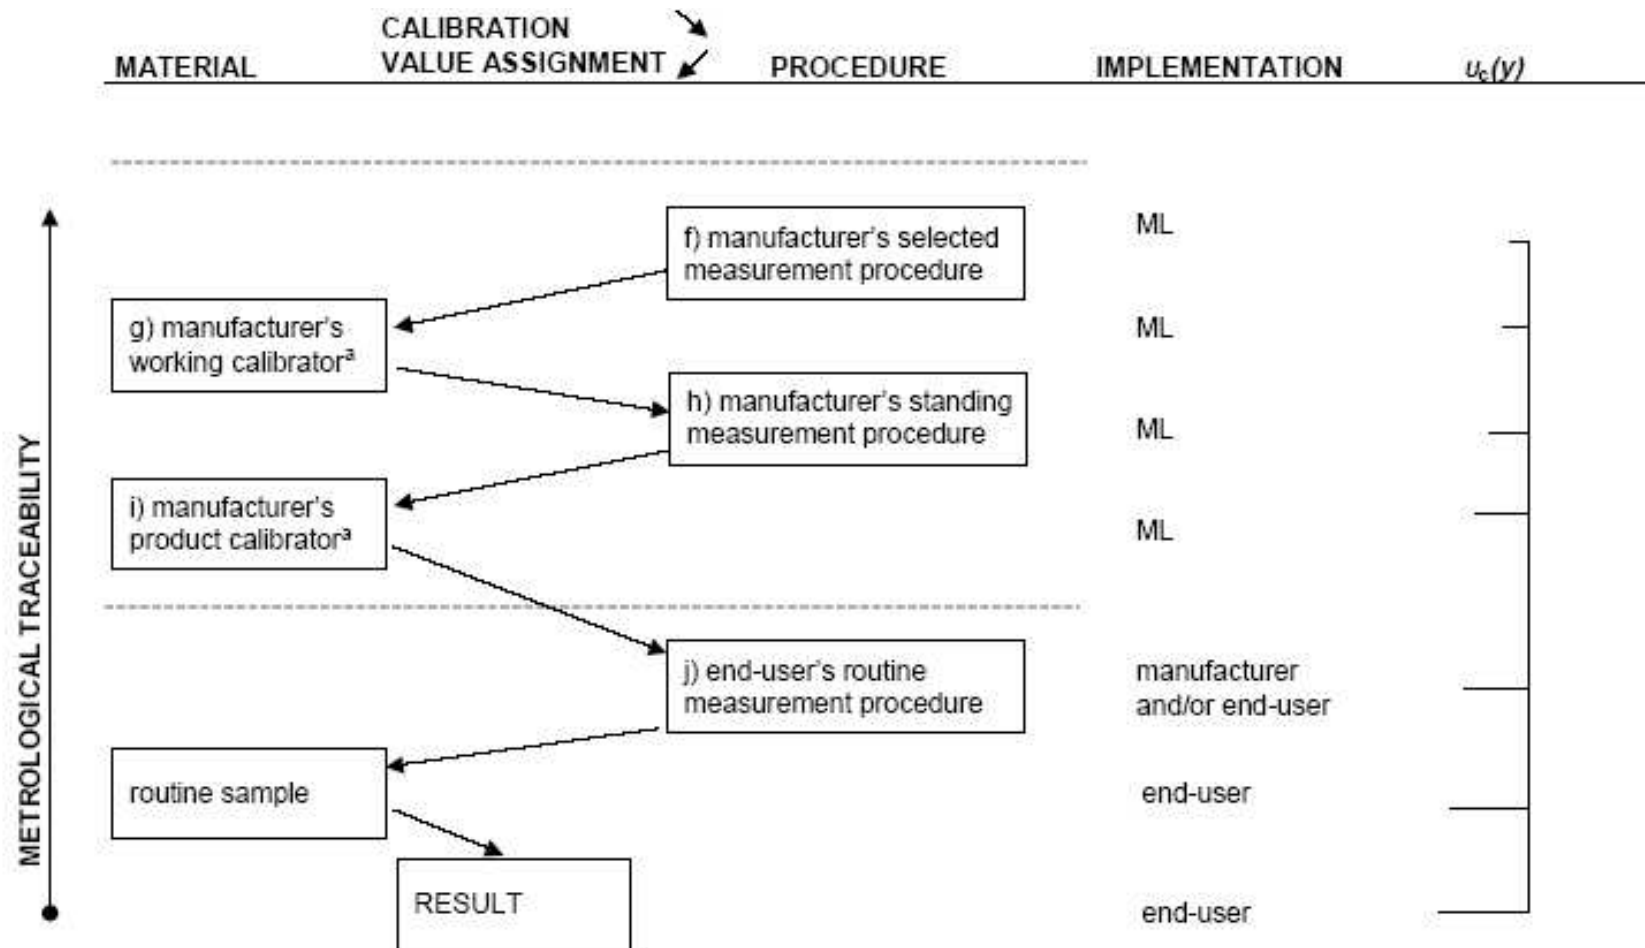 CALIBRATION
VALUE ASSIGNMENT
MATERIAL
PROCEDURE
IMPLEMENTATION
uc(y)
METROLOGICAL TRACEABILITY
f) manufacturer's selected
measurement procedure
ML
g) manufacturer's
working calibratorª
ML
h) manufacturer's standing
measurement procedure
ML
i) manufacturer's
product calibratorª
ML
j) end-user's routine
measurement procedure
manufacturer
and/or end-user
routine sample
end-user
RESULT
end-user